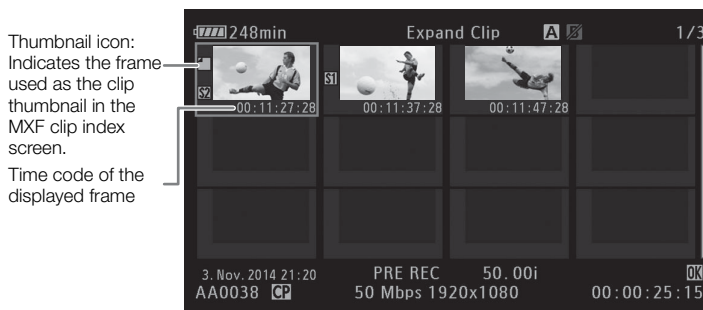 Thumbnail icon:
Indicates the frame
used as the clip
thumbnail in the
MXF clip index
screen.
Time code of the
displayed frame
248min Expand Clip A B 1/3
S2 S1
00:11:27:28 00:11:37:28 00:11:47:28
3. Nov. 2014 21:20 PRE REC 50.00i OK
AA0038 CP 50 Mbps 1920x1080 00:00:25:15